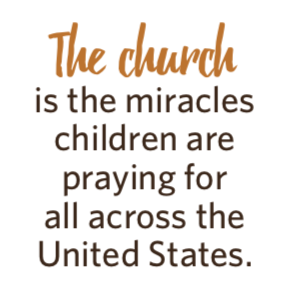 The church
is the miracles
children are
praying for
all across the
United States.